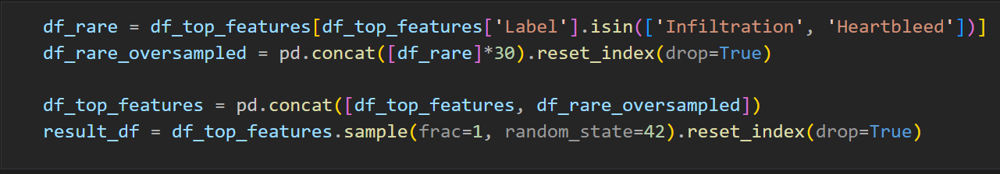 df_rare = df_top_features[df_top_features['Label'].isin(['Infiltration', 'Heartbleed'])]
df_rare_oversampled = pd.concat([df_rare]*30).reset_index(drop=True)
df_top_features = pd.concat([df_top_features, df_rare_oversampled])
result_df = df_top_features.sample(frac=1, random_state=42).reset_index(drop=True)